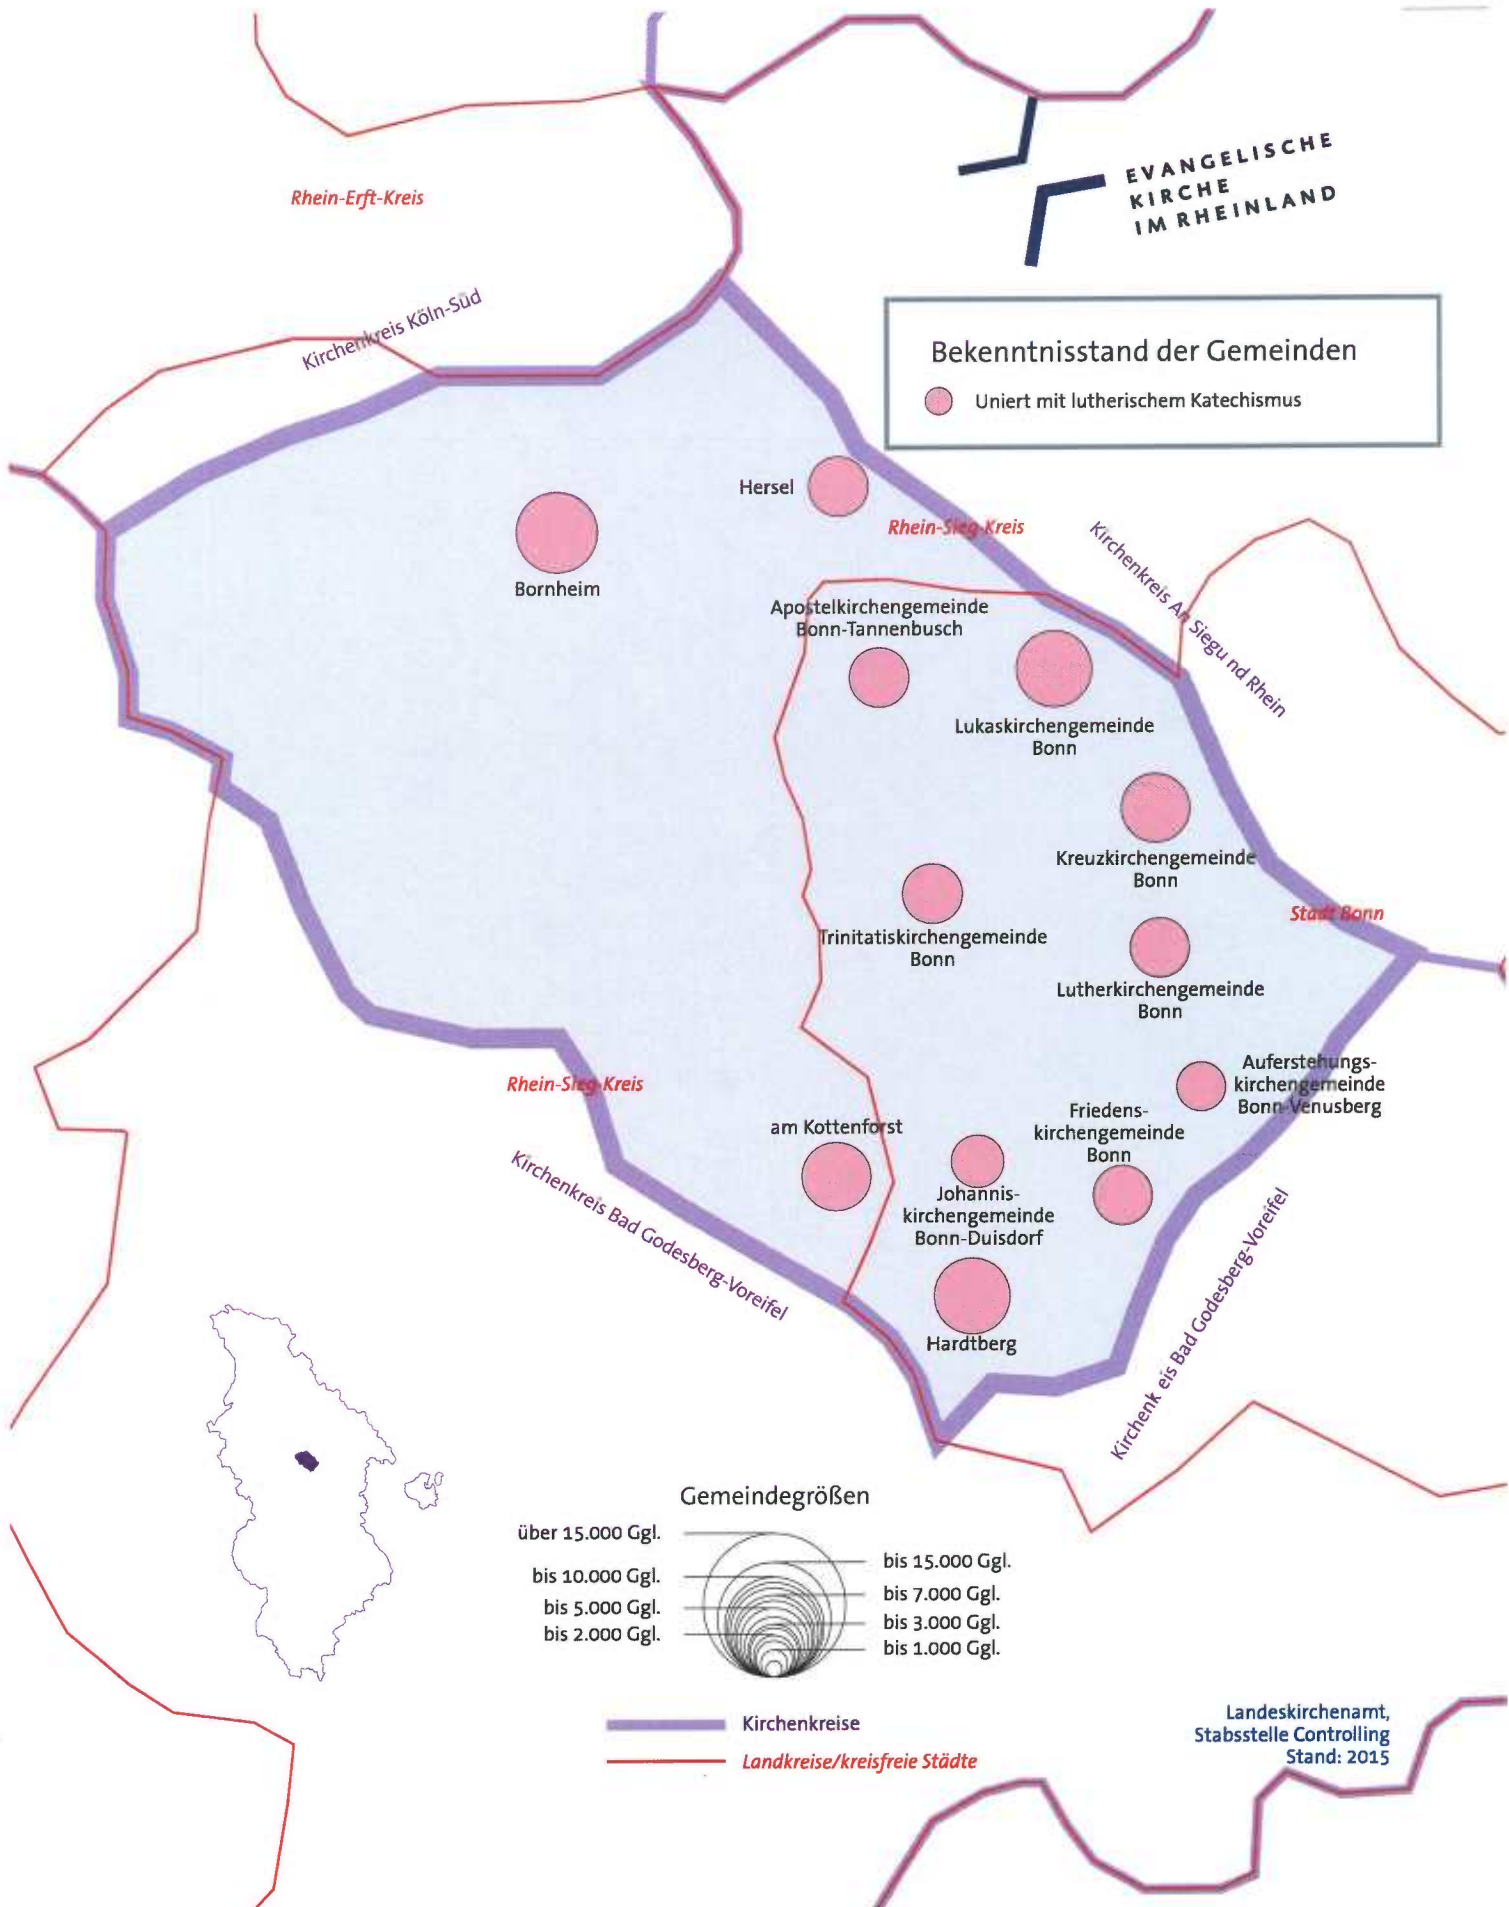 EVANGELISCHE
KIRCHE
IM RHEINLAND
Rhein-Erft-Kreis
Kirchenkreis Köln-Süd
Bekenntnisstand der Gemeinden
Uniert mit lutherischem Katechismus
Hersel
Rhein-Sieg-Kreis
Kirchenkreis An Siegu nd Rhein
Bornheim
Apostelkirchengemeinde
Bonn-Tannenbusch
Lukaskirchengemeinde
Bonn
Kreuzkirchengemeinde
Bonn
Stadt Bonn
Trinitatiskirchengemeinde
Bonn
Lutherkirchengemeinde
Bonn
Auferstehungs-
kirchengemeinde
Bonn-Venusberg
Rhein-Sieg-Kreis
am Kottenforst
Friedens-
kirchengemeinde
Bonn
Johannis-
kirchengemeinde
Bonn-Duisdorf
Kirchenkreis Bad Godesberg-Voreifel
Kirchenk eis Bad Godesberg-Voreifel
Hardtberg
Gemeindegrößen
über 15.000 Ggl.
bis 15.000 Ggl.
bis 10.000 Ggl.
bis 7.000 Ggl.
bis 5.000 Ggl.
bis 3.000 Ggl.
bis 2.000 Ggl.
bis 1.000 Ggl.
Kirchenkreise
Landkreise/kreisfreie Städte
Landeskirchenamt,
Stabsstelle Controlling
Stand: 2015